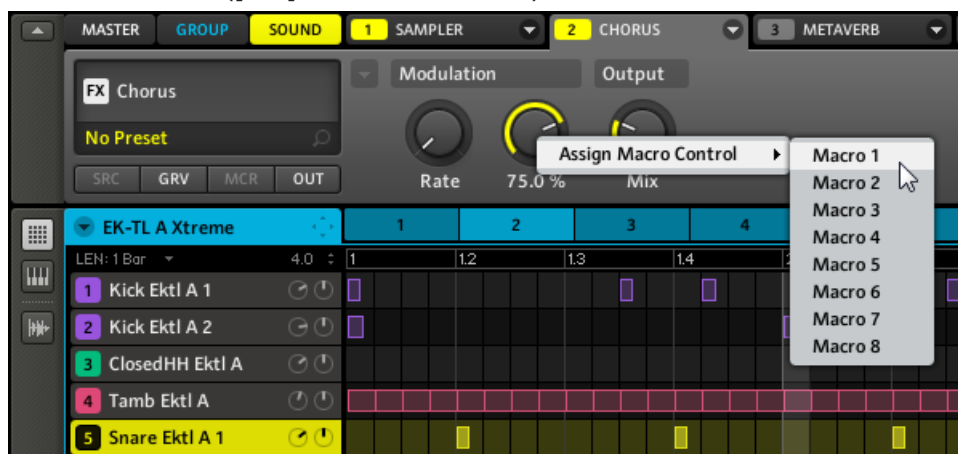 MASTER GROUP SOUND 1 SAMPLER 2 CHORUS 3 METAVERB
FX Chorus
No Preset
SRC GRV MCR OUT
Modulation Output
Rate 75.0 % Mix
Assign Macro Control
Macro 1
Macro 2
Macro 3
Macro 4
Macro 5
Macro 6
Macro 7
Macro 8
EK-TL A Xtreme 1 2 3 4
LEN: 1 Bar 4.0 1 1.2 1.3 1.4
1 Kick Ektl A 1
2 Kick Ektl A 2
3 ClosedHH Ektl A
4 Tamb Ektl A
5 Snare Ektl A 1